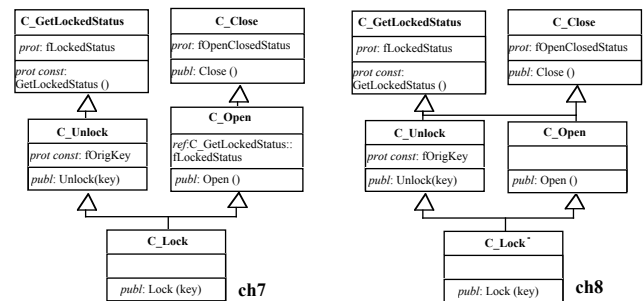 C_GetLockedStatus
prot: fLockedStatus
prot const:
GetLockedStatus ()
C_Close
prot: fOpenClosedStatus
publ: Close ()
C_Unlock
prot const: fOrigKey
publ: Unlock(key)
C_Open
ref:C_GetLockedStatus::
fLockedStatus
publ: Open ()
C_Lock
publ: Lock (key)
ch7
C_GetLockedStatus
prot: fLockedStatus
prot const:
GetLockedStatus ()
C_Close
prot: fOpenClosedStatus
publ: Close ()
C_Unlock
prot const: fOrigKey
publ: Unlock(key)
C_Open
publ: Open ()
C_Lock
publ: Lock (key)
ch8